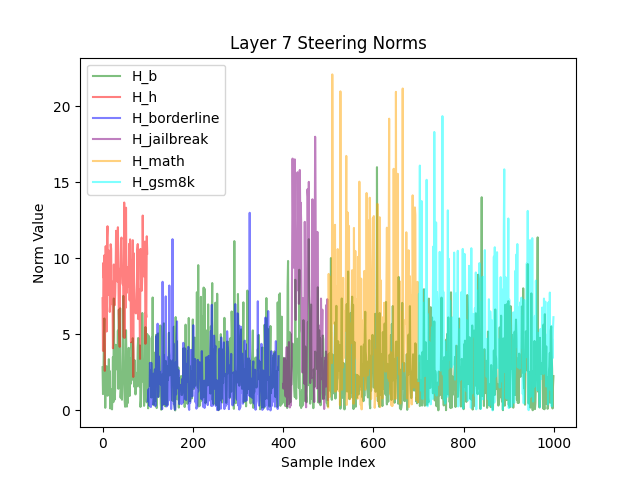 Layer 7 Steering Norms
H_b
H_h
H_borderline
H_jailbreak
H_math
H_gsm8k
Norm Value
20
15
10
5
0
0 200 400 600 800 1000
Sample Index